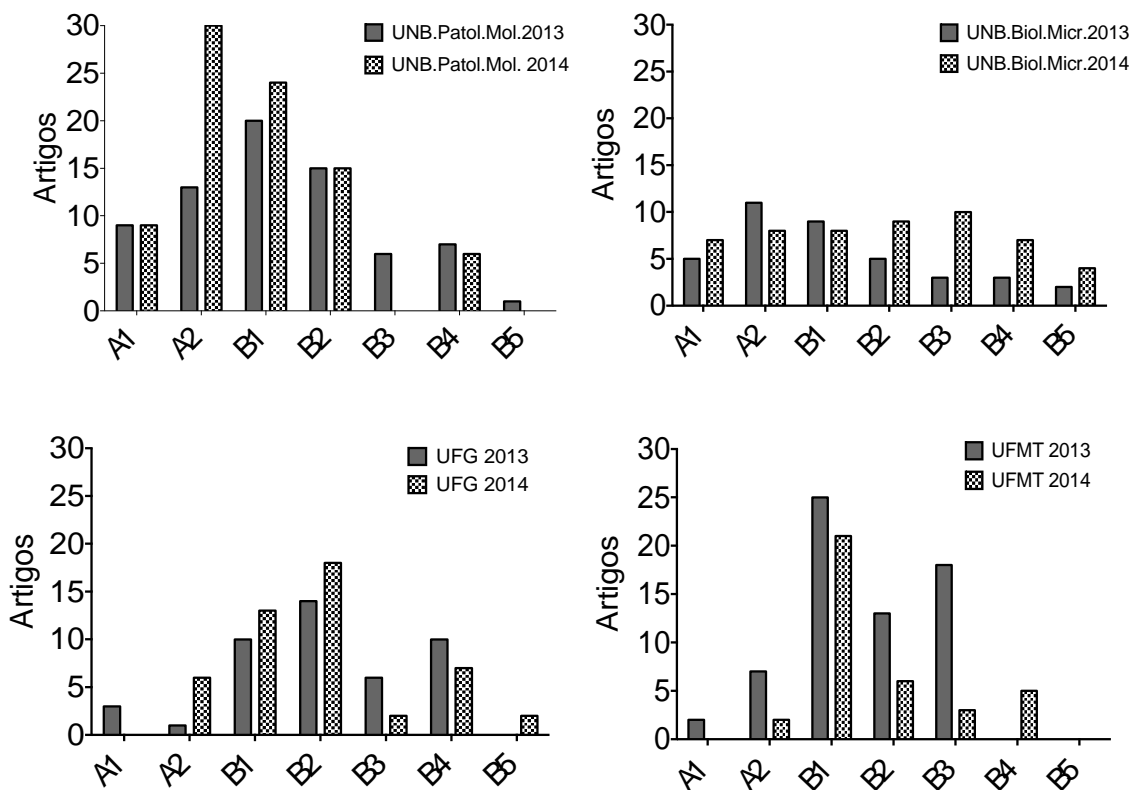 UNB.Patol.Mol.2013
UNB.Patol.Mol. 2014
Artigos
30
25
20
15
10
5
0
A1 A2 B1 B2 B3 B4 B5
UNB.Biol.Micr.2013
UNB.Biol.Micr.2014
Artigos
30
25
20
15
10
5
0
A1 A2 B1 B2 B3 B4 B5
UFG 2013
UFG 2014
Artigos
30
25
20
15
10
5
0
A1 A2 B1 B2 B3 B4 B5
UFMT 2013
UFMT 2014
Artigos
30
25
20
15
10
5
0
A1 A2 B1 B2 B3 B4 B5